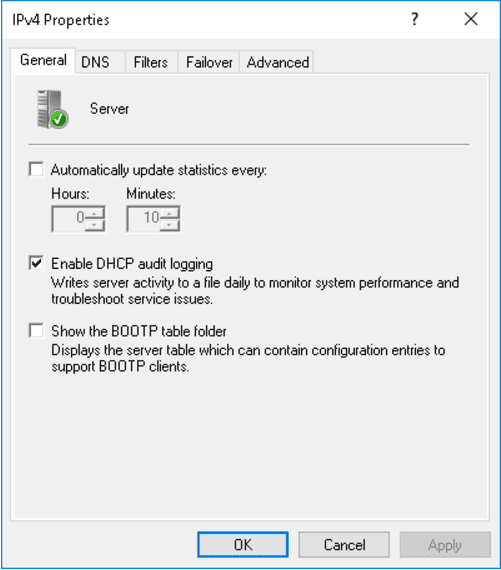 IPv4 Properties ?
General DNS Filters Failover Advanced
Server
Automatically update statistics every:
Hours: Minutes:
0 10
Enable DHCP audit logging
Writes server activity to a file daily to monitor system performance and
troubleshoot service issues.
Show the BOOTP table folder
Displays the server table which can contain configuration entries to
support BOOTP clients.
OK Cancel Apply